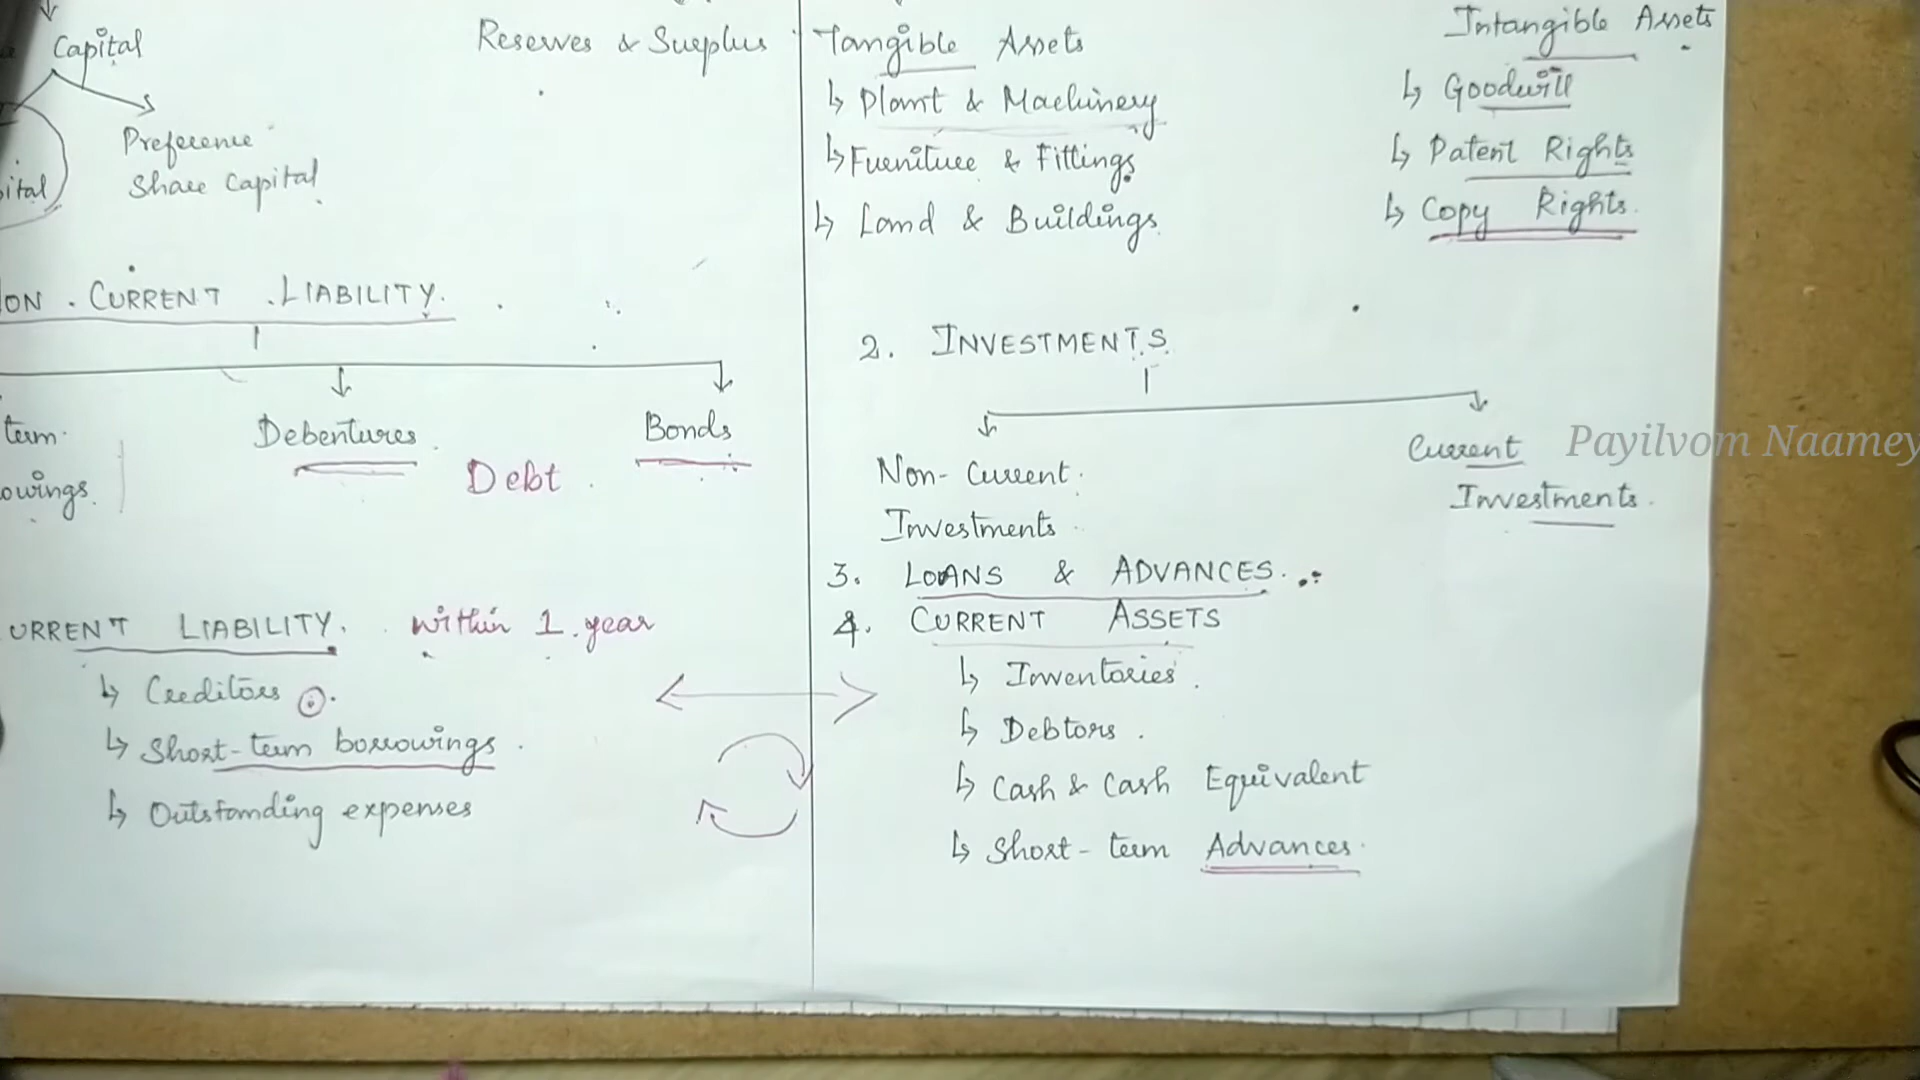 Capital
Preference
Share Capital
ital
Reserves & Surplus
ON CURRENT LIABILITY.
term
owings
Debentures
Debt
Bonds
URRENT LIABILITY. within 1 year
↳ Creditors
↳ Short-term borrowings
↳ Outstanding expenses
Tangible Assets
↳ Plant & Machinery
↳ Furniture & Fittings
↳ Land & Buildings
Intangible Assets
↳ Goodwill
↳ Patent Rights
↳ Copy Rights
2. INVESTMENTS
Non-Current
Investments
Current
Investments
Payilvom Naamey
3. LOANS & ADVANCES
4. CURRENT ASSETS
↳ Inventories
↳ Debtors
↳ Cash & Cash Equivalent
↳ Short-term Advances